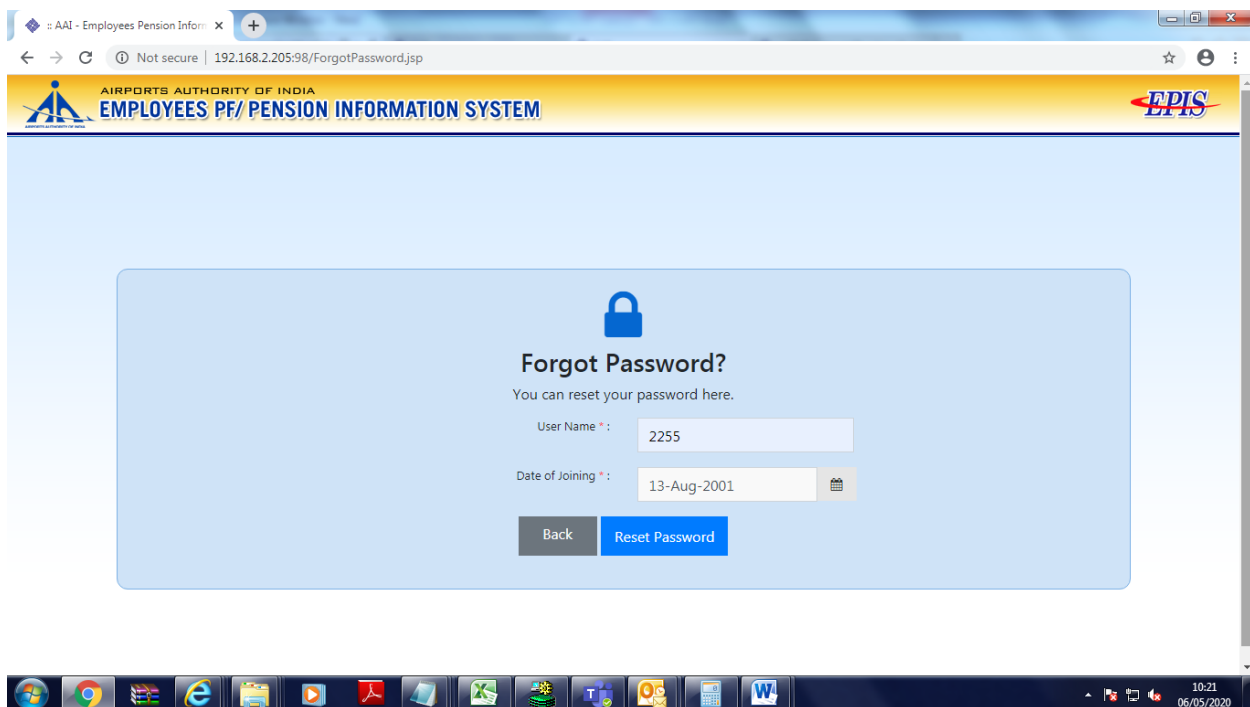 :: AAI - Employees Pension Inform
Not secure | 192.168.2.205:98/ForgotPassword.jsp
AIRPORTS AUTHORITY OF INDIA
EMPLOYEES PF/ PENSION INFORMATION SYSTEM
EPIS
Forgot Password?
You can reset your password here.
User Name * : 2255
Date of Joining * : 13-Aug-2001
Back Reset Password
10:21
06/05/2020